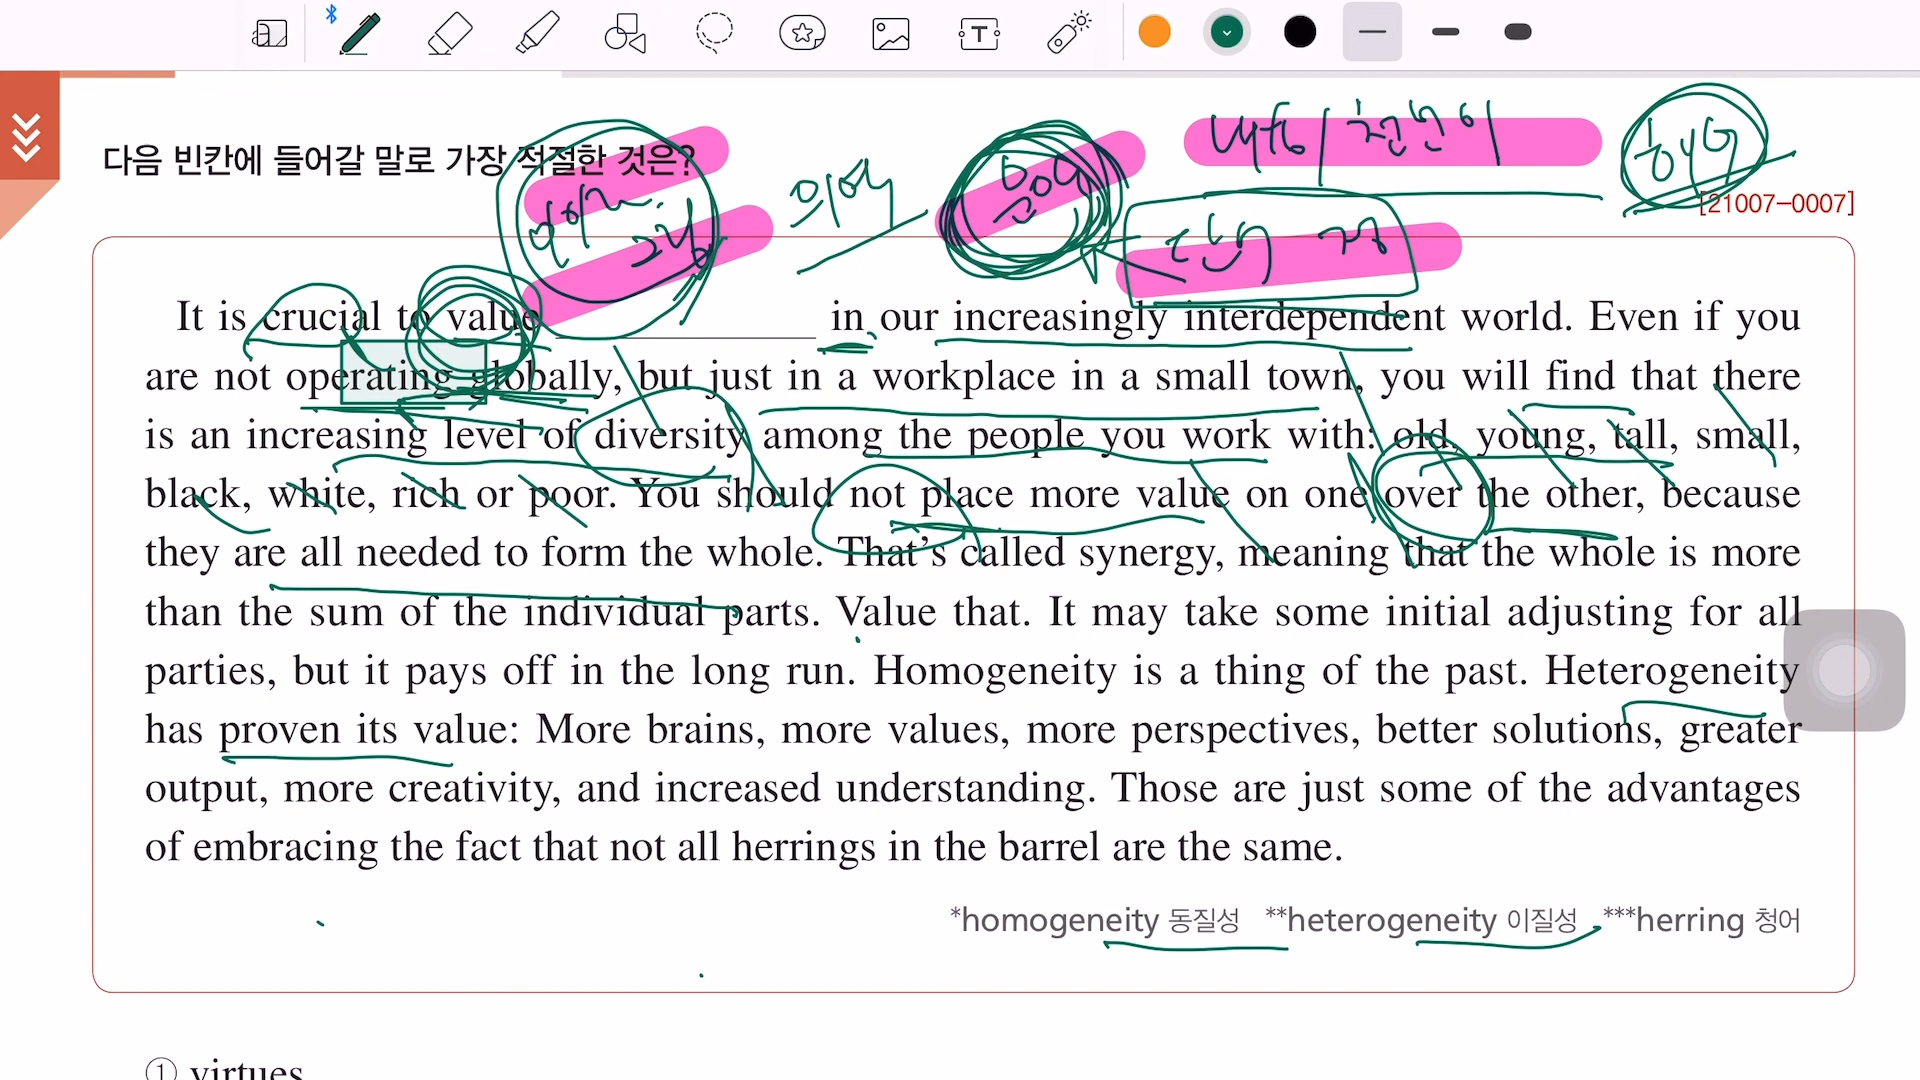 다음 빈칸에 들어갈 말로 가장 적절한 것은?
[21007-0007]
의역
It is crucial to value ____________ in our increasingly interdependent world. Even if you
are not operating globally, but just in a workplace in a small town, you will find that there
is an increasing level of diversity among the people you work with: old, young, tall, small,
black, white, rich or poor. You should not place more value on one over the other, because
they are all needed to form the whole. That's called synergy, meaning that the whole is more
than the sum of the individual parts. Value that. It may take some initial adjusting for all
parties, but it pays off in the long run. Homogeneity is a thing of the past. Heterogeneity
has proven its value: More brains, more values, more perspectives, better solutions, greater
output, more creativity, and increased understanding. Those are just some of the advantages
of embracing the fact that not all herrings in the barrel are the same.
*homogeneity 동질성 **heterogeneity 이질성 ***herring 청어
① virtues